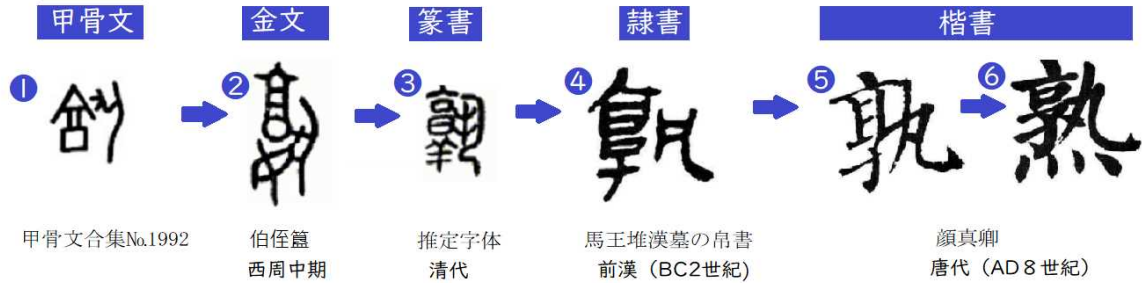 甲骨文
金文
篆書
隷書
楷書
❶
❷
❸
❹
❺
孰
❻
熟
甲骨文合集№1992
伯侄簋
西周中期
推定字体
清代
馬王堆漢墓の帛書
前漢（BC2世紀)
顔真卿
唐代（AD８世紀）